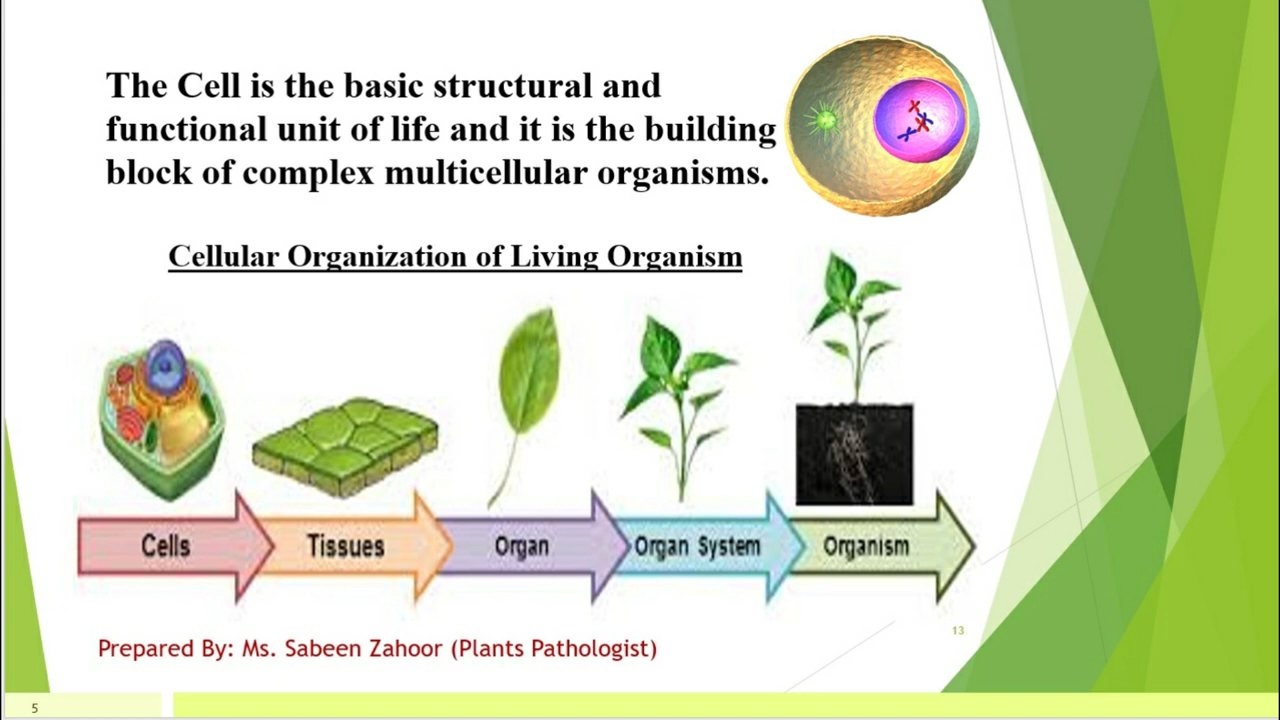 The Cell is the basic structural and
functional unit of life and it is the building
block of complex multicellular organisms.
Cellular Organization of Living Organism
Cells
Tissues
Organ
Organ System
Organism
13
Prepared By: Ms. Sabeen Zahoor (Plants Pathologist)
5